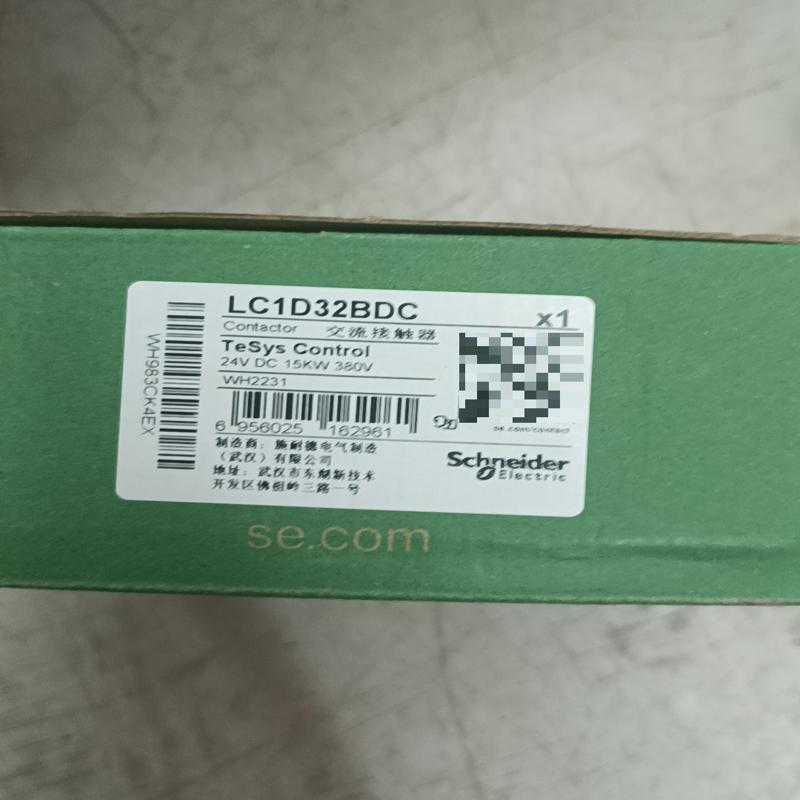 LC1D32BDC
x1
Contactor 交流接触器
TeSys Control
24V DC 15KW 380V
WH2231
6 956025 162961
se.com/contact
制造商：施耐德电气制造
（武汉）有限公司
地址：武汉市东湖新技术
开发区佛祖岭三路一号
Schneider
Electric
WH983CK4EX
se.com